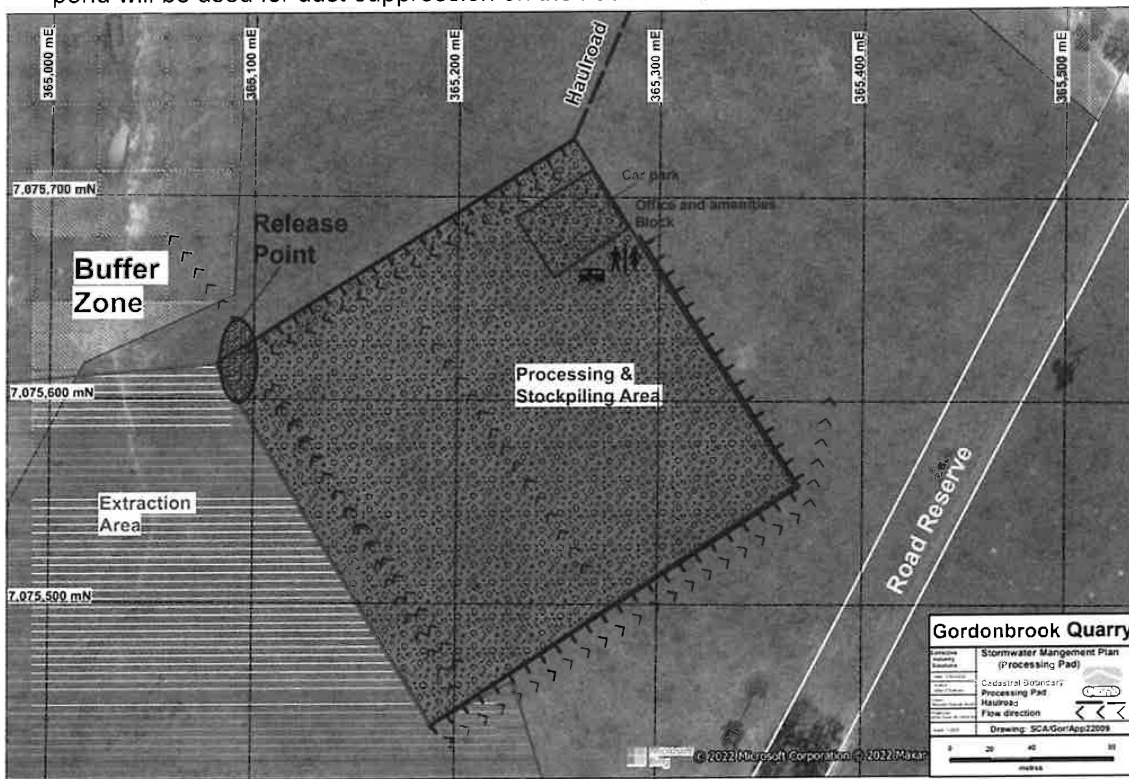 pond will be used for dust suppression on the
365,000 mE
365,100 mE
365,200 mE
365,300 mE
365,400 mE
365,500 mE
Haulroad
7,075,700 mN
Car park
Office and amenities
Block
Release
Point
Buffer
Zone
7,075,600 mN
Processing &
Stockpiling Area
Extraction
Area
7,075,500 mN
Road Reserve
Gordonbrook Quarry
Stormwater Mangement Plan
(Processing Pad)
Cadastral Boundary
Processing Pad
Haulroad
Flow direction
Drawing: SCA/Gor/App22009
0 20 40 80
metres
© 2022 Microsoft Corporation © 2022 Maxar